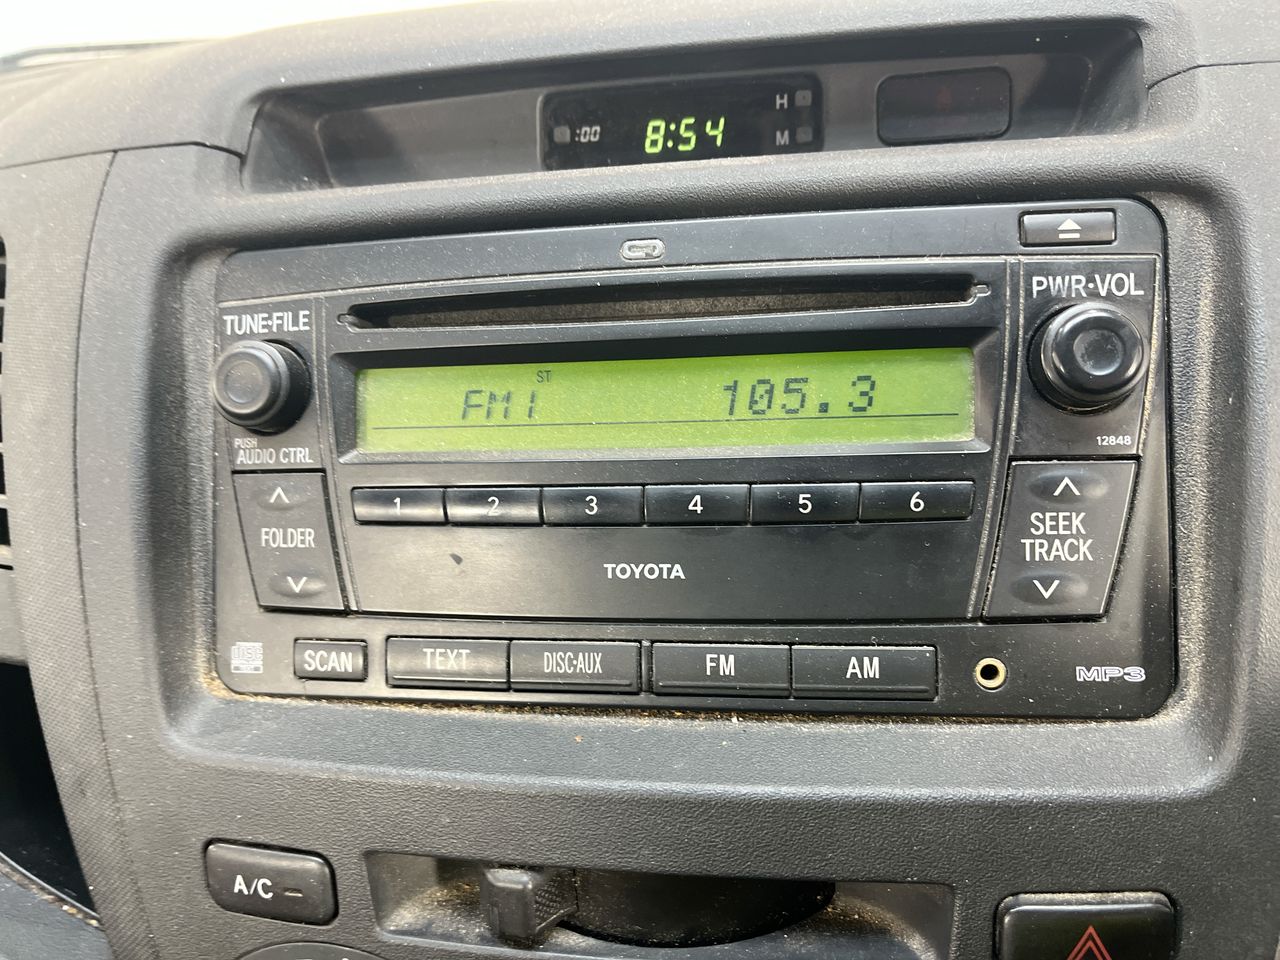 :00 8:54 H
M
PWR·VOL
TUNE·FILE
FM1 ST 105.3
PUSH
AUDIO CTRL
12848
1 2 3 4 5 6
FOLDER
SEEK
TRACK
TOYOTA
SCAN TEXT DISC·AUX FM AM MP3
A/C